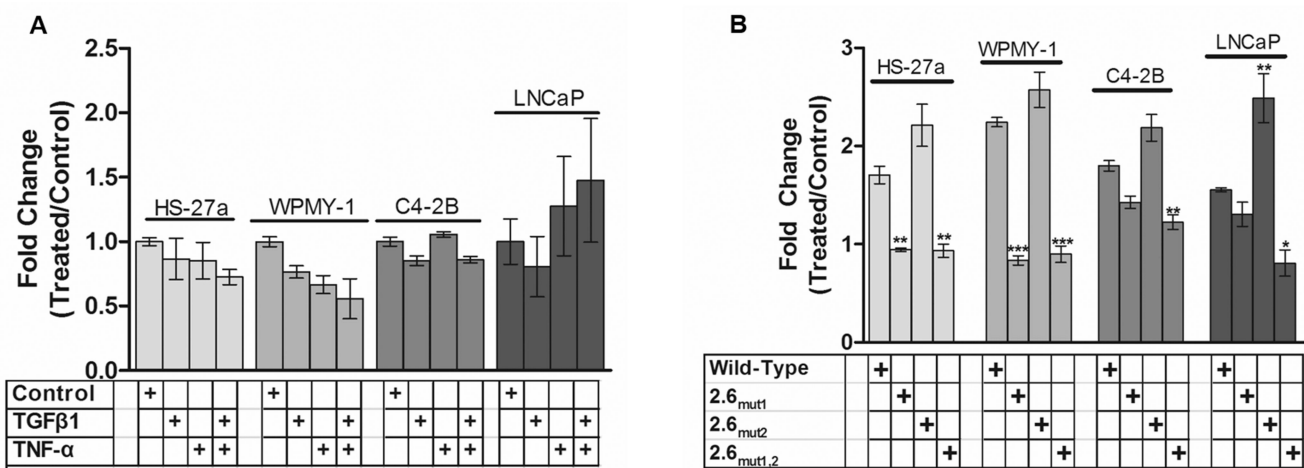 A
Fold Change
(Treated/Control)
2.5
2.0
1.5
1.0
0.5
0.0
HS-27a
WPMY-1
C4-2B
LNCaP
Control + + + +
TGFβ1 + + + + + + + +
TNF-α + + + + + + + +
B
Fold Change
(Treated/Control)
3
2
1
0
HS-27a
WPMY-1
C4-2B
LNCaP
** **
*** ***
**
** *
Wild-Type + + + +
2.6mut1 + + + +
2.6mut2 + + + +
2.6mut1,2 + + + +